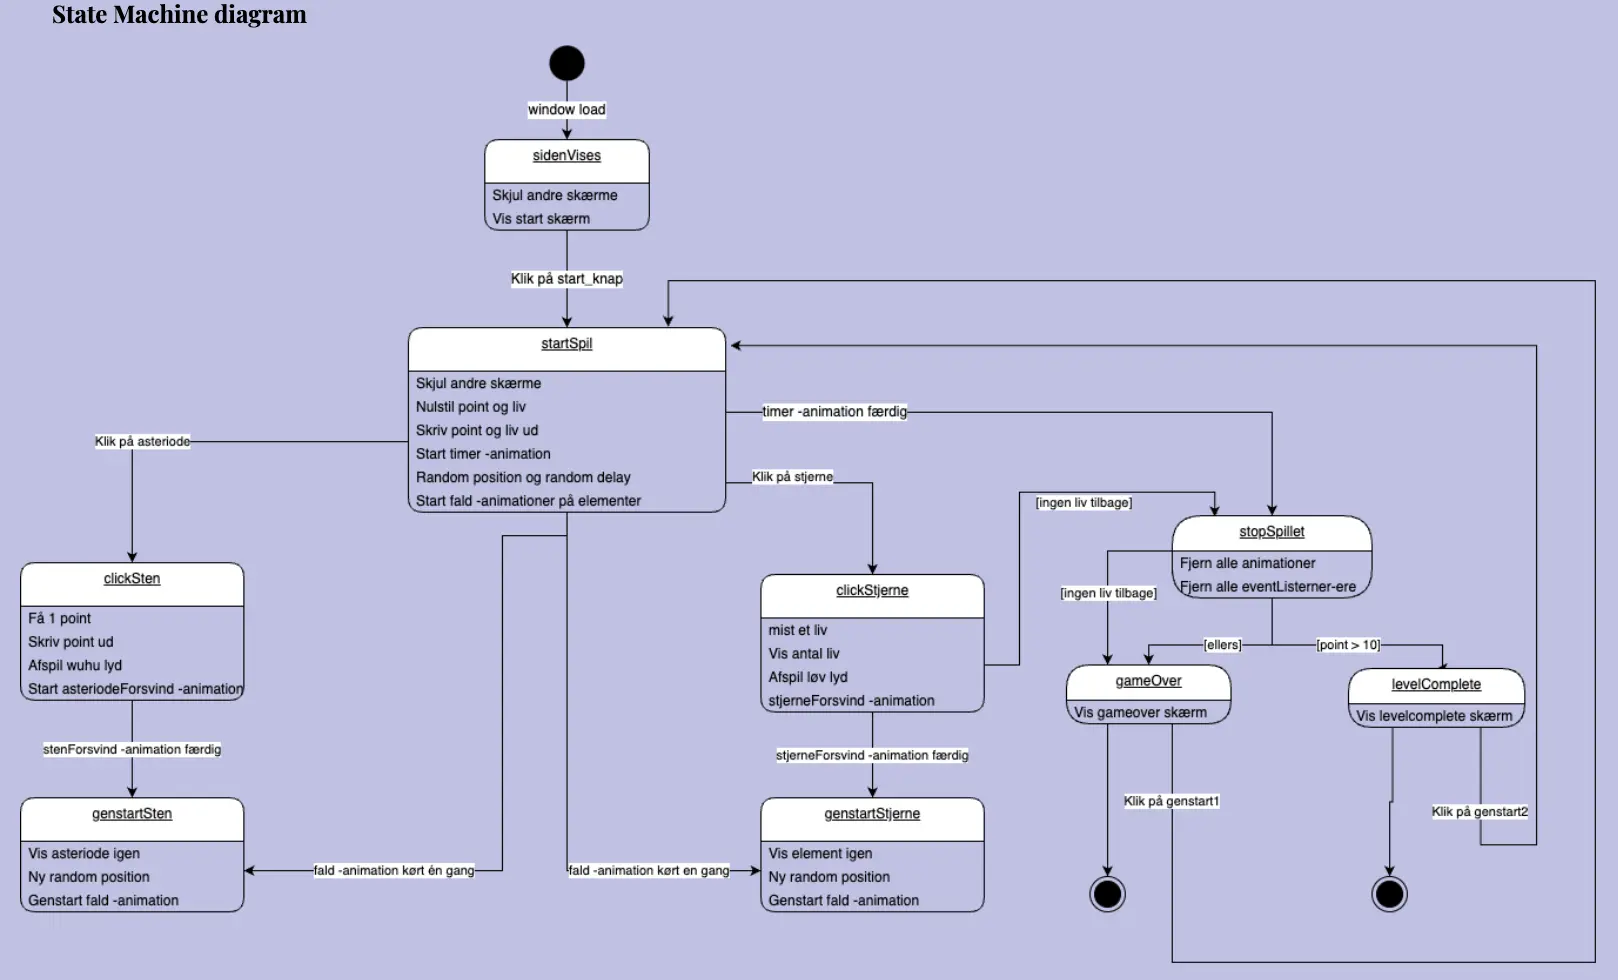 State Machine diagram
window load
sidenVises
Skjul andre skærme
Vis start skærm
Klik på start_knap
startSpil
Skjul andre skærme
Nulstil point og liv
Skriv point og liv ud
Start timer -animation
Random position og random delay
Start fald -animationer på elementer
timer -animation færdig
Klik på asteriode
Klik på stjerne
[ingen liv tilbage]
stopSpillet
Fjern alle animationer
Fjern alle eventListerner-ere
clickSten
Få 1 point
Skriv point ud
Afspil wuhu lyd
Start asteriodeForsvind -animation
clickStjerne
mist et liv
Vis antal liv
Afspil løv lyd
stjerneForsvind -animation
[ingen liv tilbage]
[ellers]
[point > 10]
gameOver
Vis gameover skærm
levelComplete
Vis levelcomplete skærm
stenForsvind -animation færdig
stjerneForsvind -animation færdig
Klik på genstart1
Klik på genstart2
genstartSten
Vis asteriode igen
Ny random position
Genstart fald -animation
fald -animation kørt én gang
fald -animation kørt en gang
genstartStjerne
Vis element igen
Ny random position
Genstart fald -animation